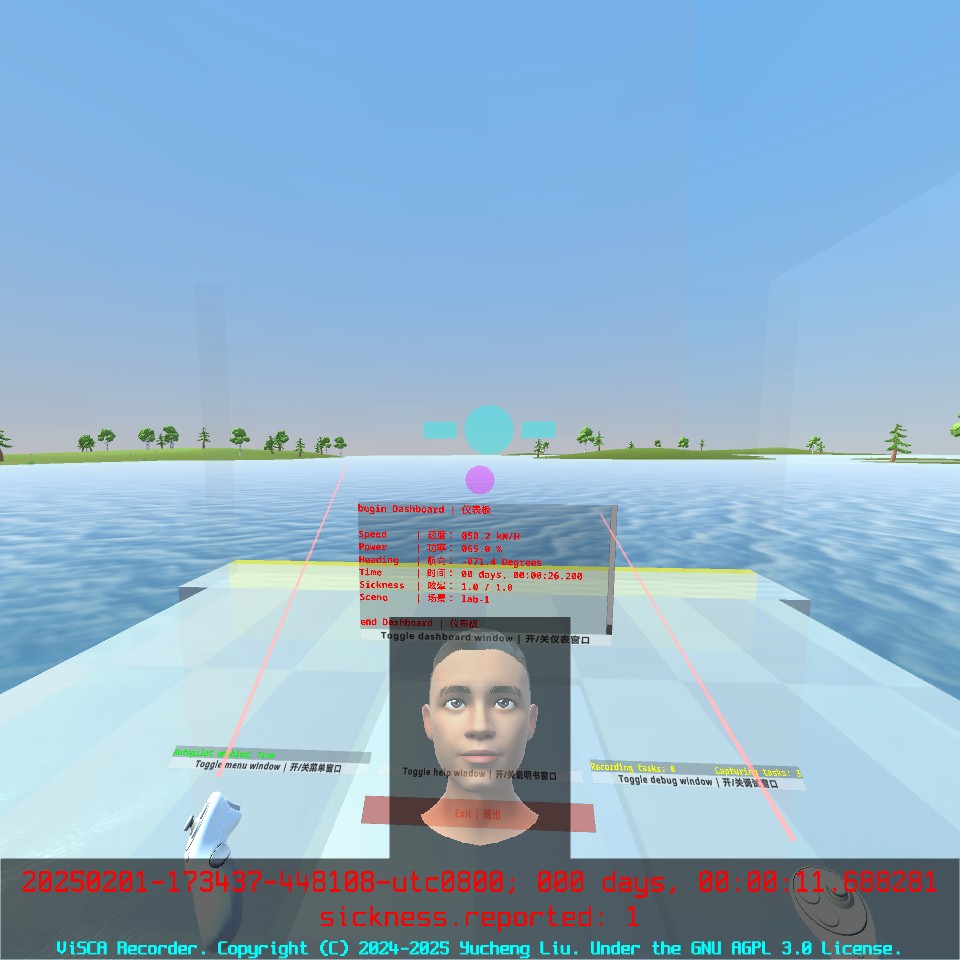 begin Dashboard | 仪表板
Speed | 速度: 050.2 kM/H
Power | 功率: 065.0 %
Heading | 航向: -071.4 Degrees
Time | 时间: 00 days, 00:00:26.200
Sickness | 眩晕: 1.0 / 1.0
Scene | 场景: lab-1
end Dashboard | 仪表板
Toggle dashboard window | 开/关仪表窗口
Autopilot enabled: True
Toggle menu window | 开/关菜单窗口
Toggle help window | 开/关说明书窗口
Recording tasks: 0 Capturing tasks: 3
Toggle debug window | 开/关调试窗口
Exit | 退出
20250201-173437-448108-utc0800; 000 days, 00:00:11.688281
sickness.reported: 1
ViSCA Recorder. Copyright (C) 2024-2025 Yucheng Liu. Under the GNU AGPL 3.0 License.